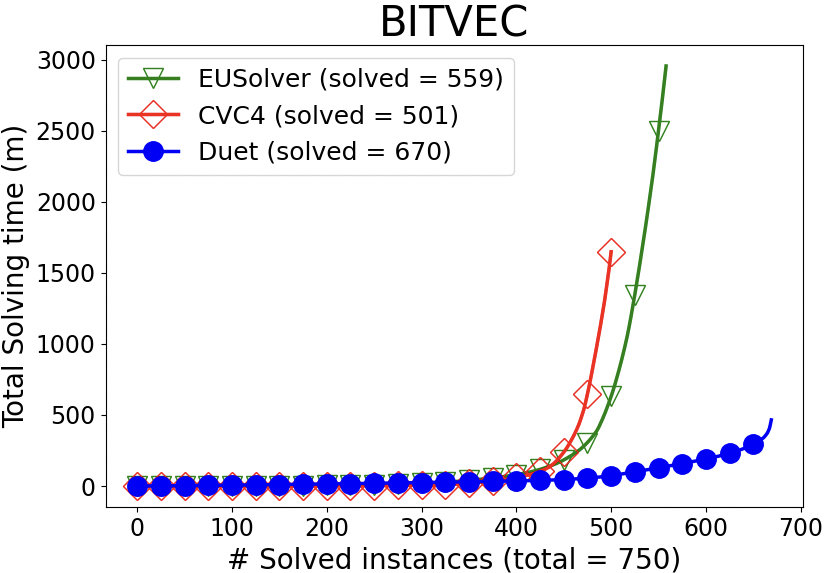 BITVEC
Total Solving time (m)
3000
2500
2000
1500
1000
500
0
EUSolver (solved = 559)
CVC4 (solved = 501)
Duet (solved = 670)
0 100 200 300 400 500 600 700
# Solved instances (total = 750)